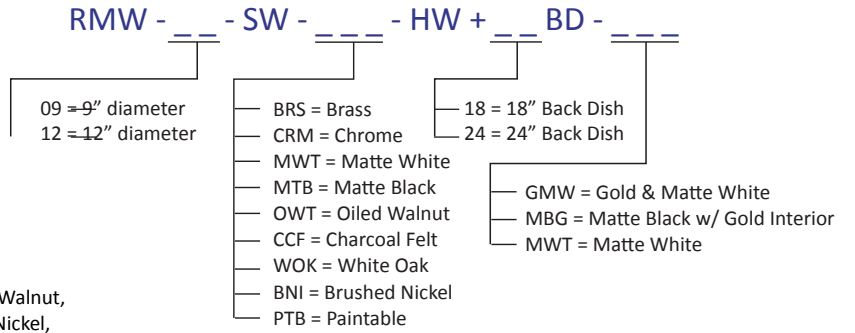 RMW - _ _ - SW - _ _ _ - HW + _ _ BD - _ _ _
09 = 9” diameter
12 = 12” diameter
BRS = Brass
CRM = Chrome
MWT = Matte White
MTB = Matte Black
OWT = Oiled Walnut
CCF = Charcoal Felt
WOK = White Oak
BNI = Brushed Nickel
PTB = Paintable
18 = 18” Back Dish
24 = 24” Back Dish
GMW = Gold & Matte White
MBG = Matte Black w/ Gold Interior
MWT = Matte White
Walnut,
Nickel,